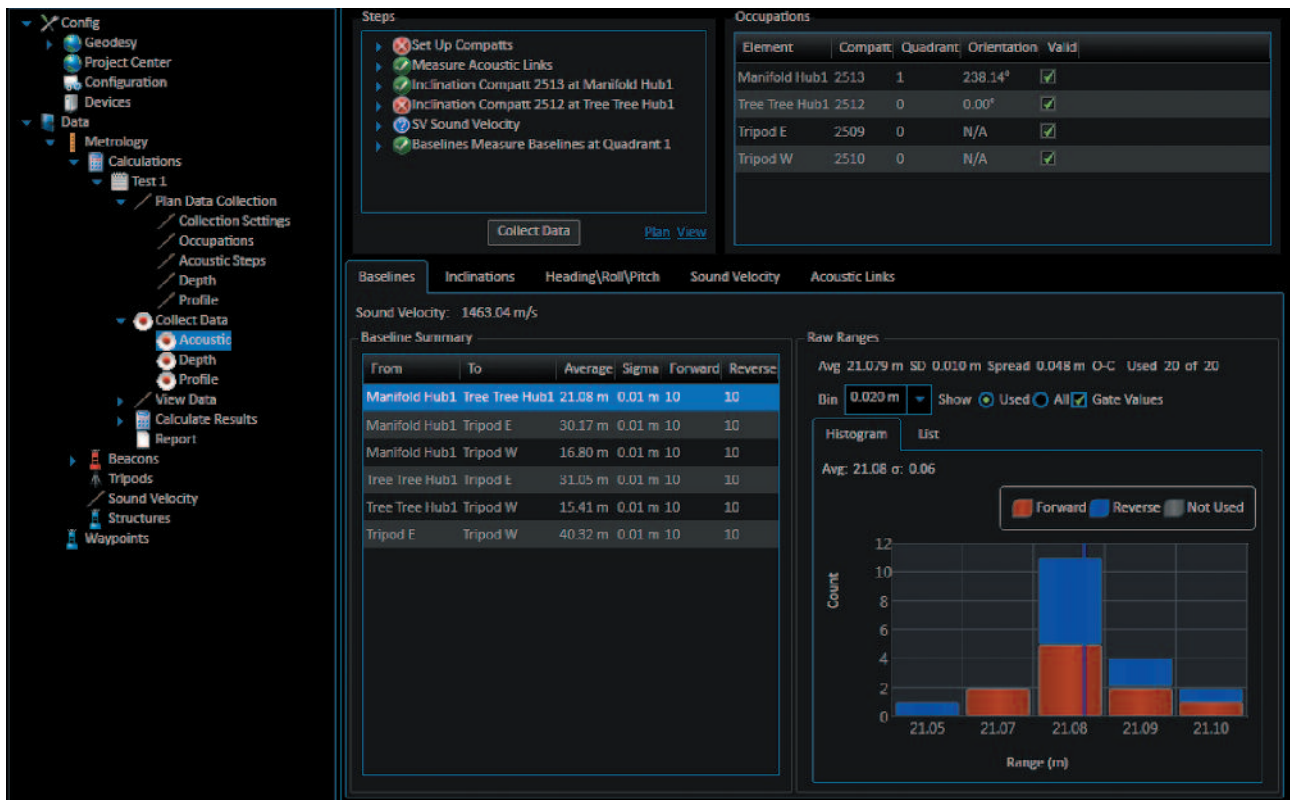 Config
Geodesy
Project Center
Configuration
Devices
Data
Metrology
Calculations
Test 1
Plan Data Collection
Collection Settings
Occupations
Acoustic Steps
Depth
Profile
Collect Data
Acoustic
Depth
Profile
View Data
Calculate Results
Report
Beacons
Tripods
Sound Velocity
Structures
Waypoints
Steps
Set Up Compatts
Measure Acoustic Links
Inclination Compatt 2513 at Manifold Hub1
Inclination Compatt 2512 at Tree Tree Hub1
SV Sound Velocity
Baselines Measure Baselines at Quadrant 1
Collect Data Plan View
Occupations
Element Compatt Quadrant Orientation Valid
Manifold Hub1 2513 1 238.14°
Tree Tree Hub1 2512 0 0.00°
Tripod E 2509 0 N/A
Tripod W 2510 0 N/A
Baselines Inclinations Heading\Roll\Pitch Sound Velocity Acoustic Links
Sound Velocity: 1463.04 m/s
Baseline Summary
From To Average Sigma Forward Reverse
Manifold Hub1 Tree Tree Hub1 21.08 m 0.01 m 10 10
Manifold Hub1 Tripod E 30.17 m 0.01 m 10 10
Manifold Hub1 Tripod W 16.80 m 0.01 m 10 10
Tree Tree Hub1 Tripod E 31.05 m 0.01 m 10 10
Tree Tree Hub1 Tripod W 15.41 m 0.01 m 10 10
Tripod E Tripod W 40.32 m 0.01 m 10 10
Raw Ranges
Avg 21.079 m SD 0.010 m Spread 0.048 m O-C Used 20 of 20
Bin 0.020 m Show Used All Gate Values
Histogram List
Avg: 21.08 σ: 0.06
Forward Reverse Not Used
12
10
8
6
4
2
0
Count
21.05 21.07 21.08 21.09 21.10
Range (m)